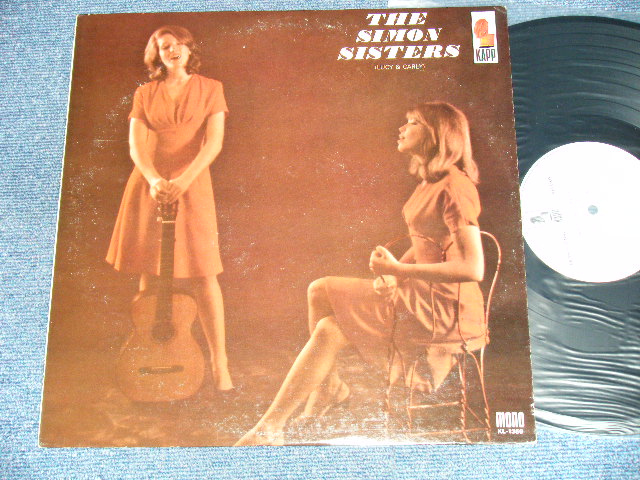 THE
SIMON
SISTERS
(LUCY & CARLY)
KAPP
MONO
KL-1359